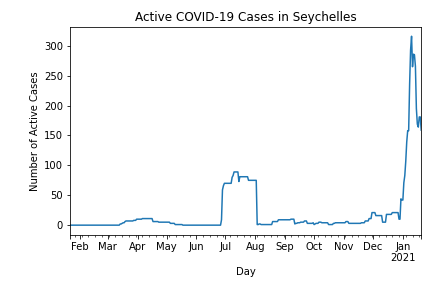 Active COVID-19 Cases in Seychelles
Number of Active Cases
300
250
200
150
100
50
0
Feb Mar Apr May Jun Jul Aug Sep Oct Nov Dec Jan
2021
Day